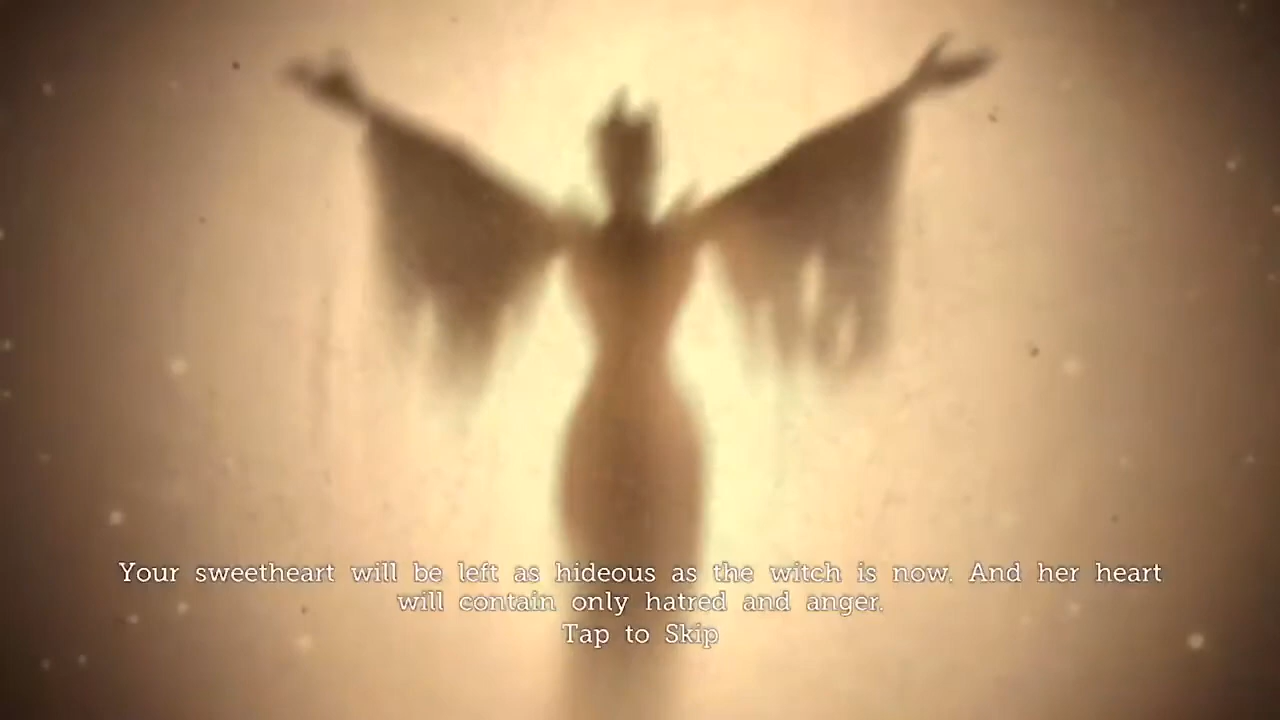 Your sweetheart will be left as hideous as the witch is now. And her heart
will contain only hatred and anger.
Tap to Skip